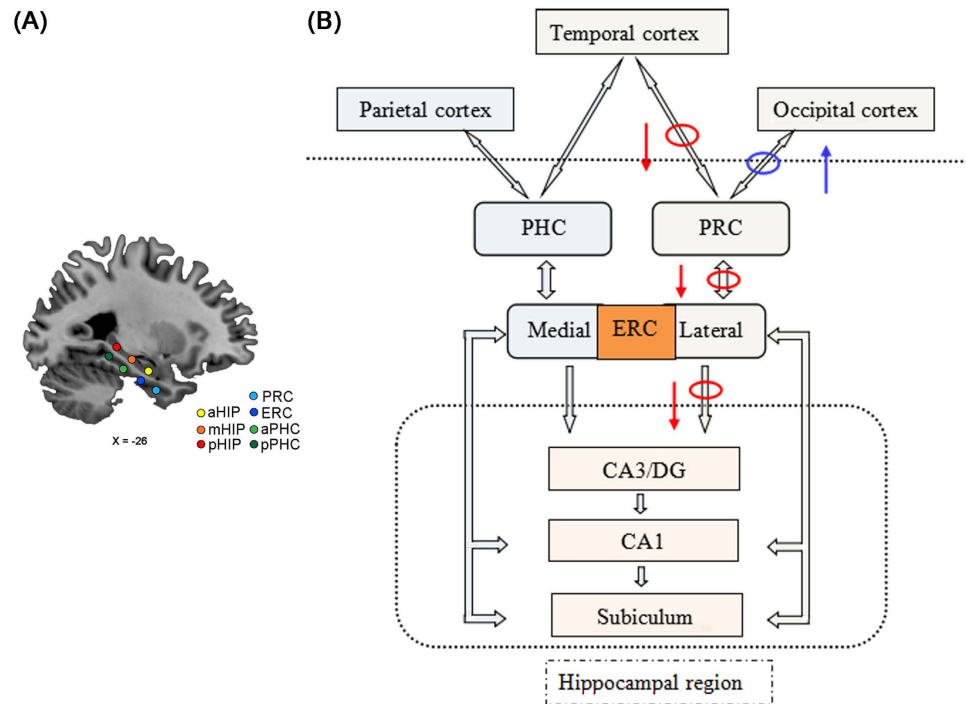 (A)
PRC
aHIP ERC
mHIP aPHC
pHIP pPHC
X = -26
(B)
Temporal cortex
Parietal cortex
Occipital cortex
PHC
PRC
Medial ERC Lateral
CA3/DG
CA1
Subiculum
Hippocampal region